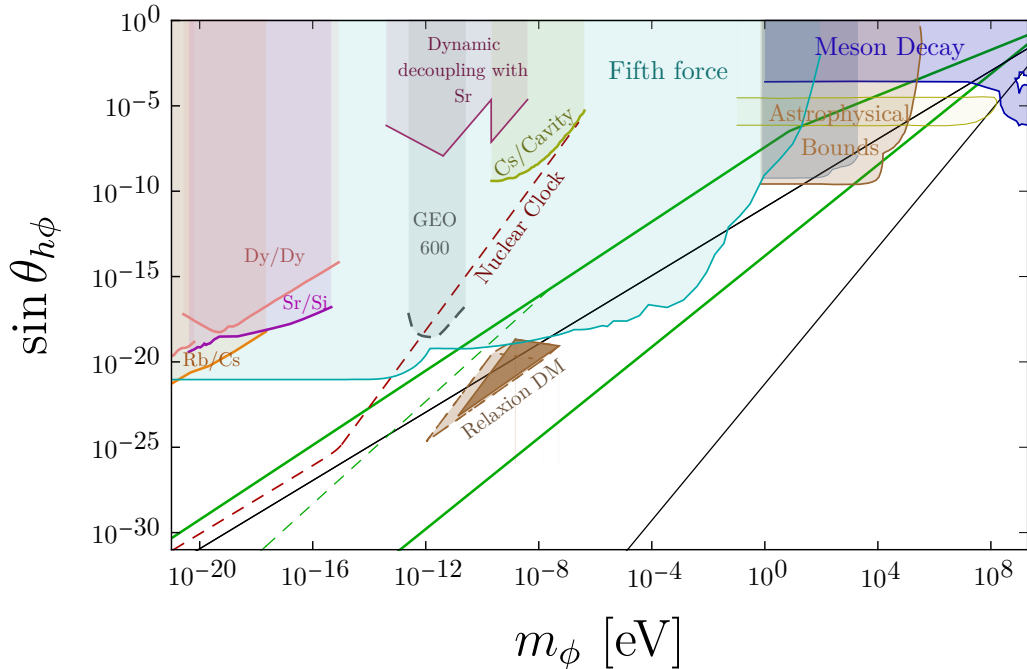 10^0
10^{-5}
10^{-10}
10^{-15}
10^{-20}
10^{-25}
10^{-30}
sin θ_{hϕ}
Dynamic
decoupling with
Sr
Fifth force
Meson Decay
Astrophysical
Bounds
Cs/Cavity
Nuclear Clock
GEO
600
Dy/Dy
Sr/Si
Rb/Cs
Relaxion DM
10^{-20}
10^{-16}
10^{-12}
10^{-8}
10^{-4}
10^0
10^4
10^8
m_ϕ [eV]